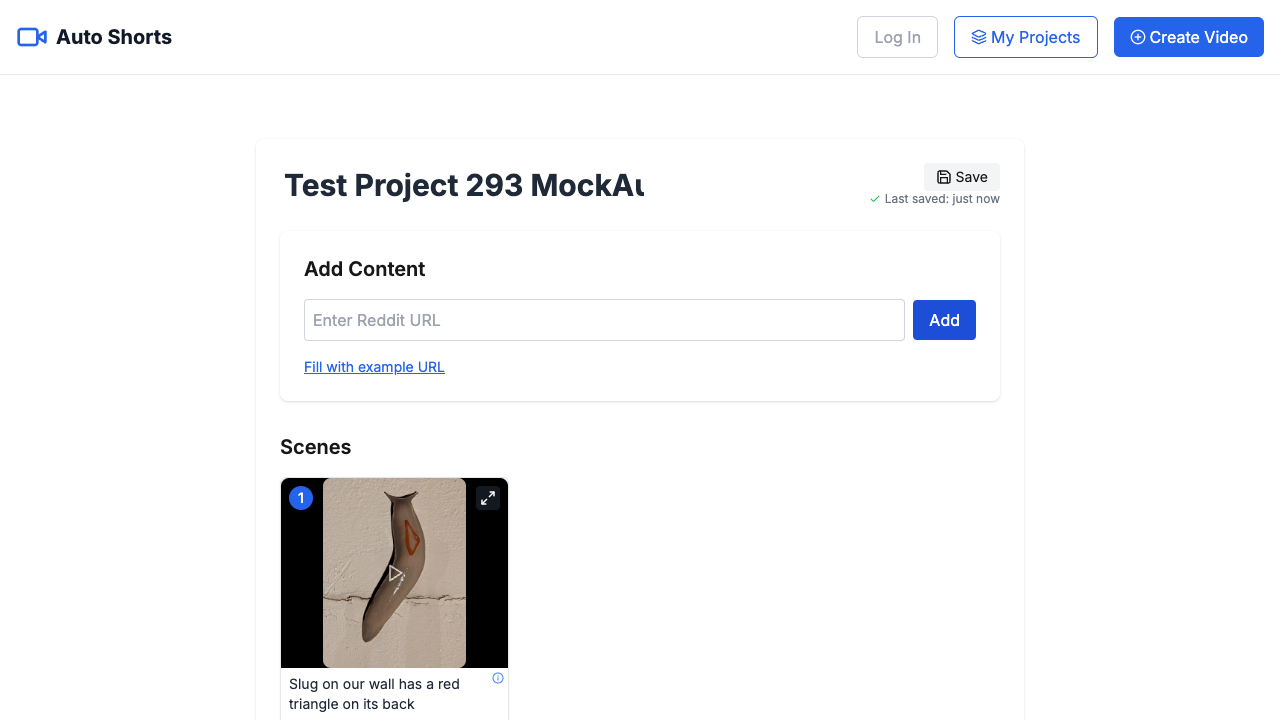 Auto Shorts
Log In
My Projects
Create Video
Test Project 293 MockAu
Save
Last saved: just now
Add Content
Enter Reddit URL
Add
Fill with example URL
Scenes
1
Slug on our wall has a red
triangle on its back